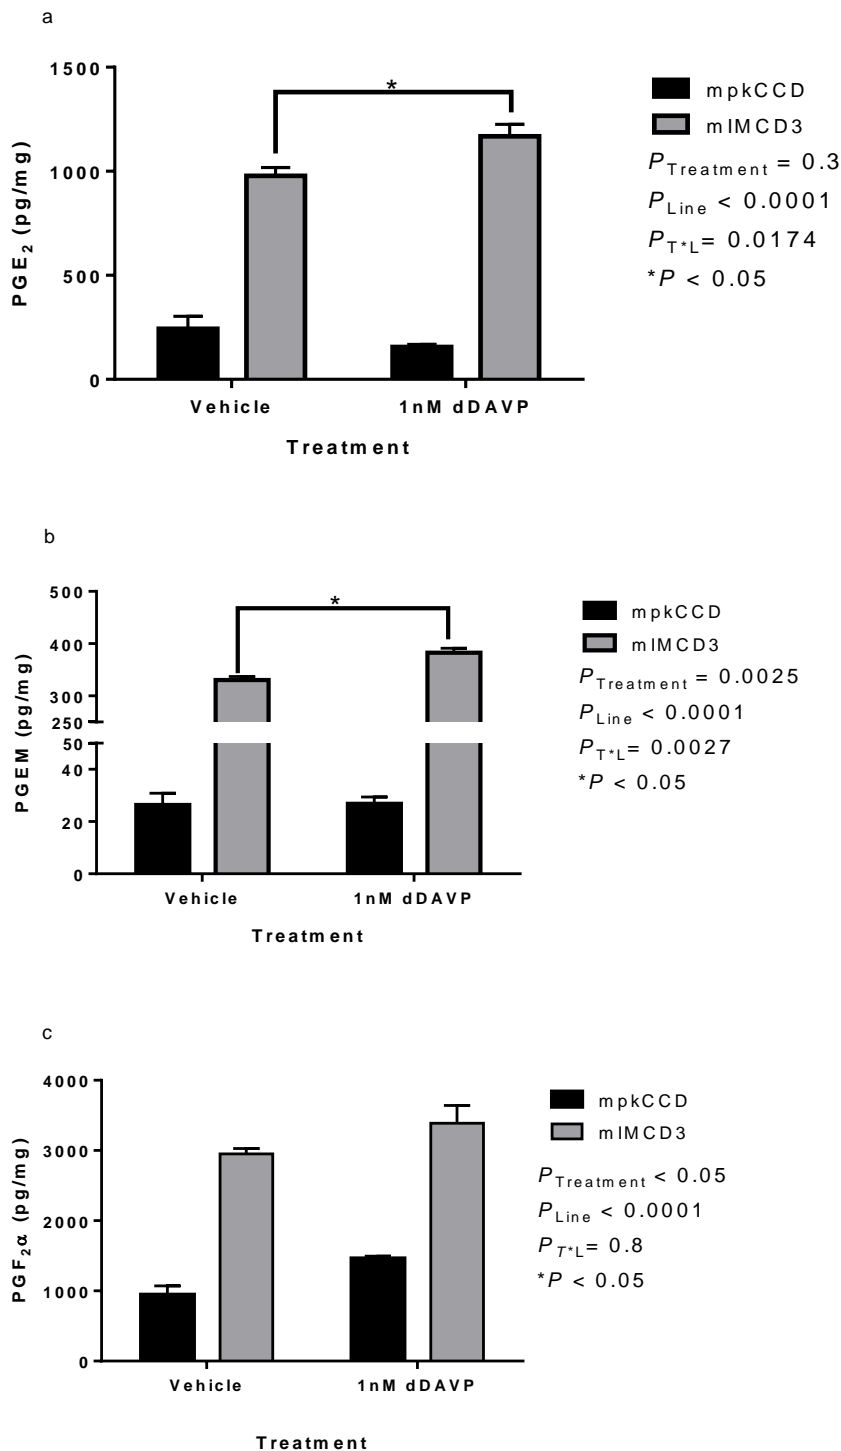 a
1500
1000
500
0
PGE2 (pg/mg)
*
Vehicle 1nM dDAVP
Treatment
mpkCCD
mIMCD3
PTreatment = 0.3
PLine < 0.0001
PT*L= 0.0174
*P < 0.05
b
500
400
300
250
50
40
20
0
PGEM (pg/mg)
*
Vehicle 1nM dDAVP
Treatment
mpkCCD
mIMCD3
PTreatment = 0.0025
PLine < 0.0001
PT*L= 0.0027
*P < 0.05
c
4000
3000
2000
1000
0
PGF2α (pg/mg)
Vehicle 1nM dDAVP
Treatment
mpkCCD
mIMCD3
PTreatment < 0.05
PLine < 0.0001
PT*L= 0.8
*P < 0.05